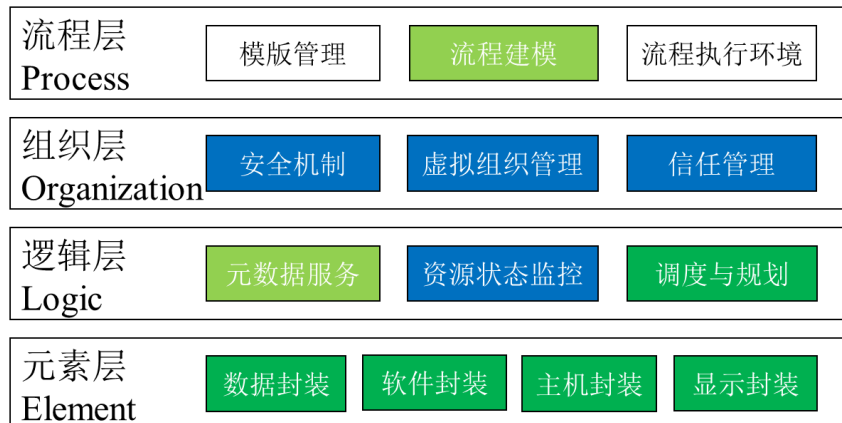 流程层
Process
模版管理
流程建模
流程执行环境
组织层
Organization
安全机制
虚拟组织管理
信任管理
逻辑层
Logic
元数据服务
资源状态监控
调度与规划
元素层
Element
数据封装
软件封装
主机封装
显示封装